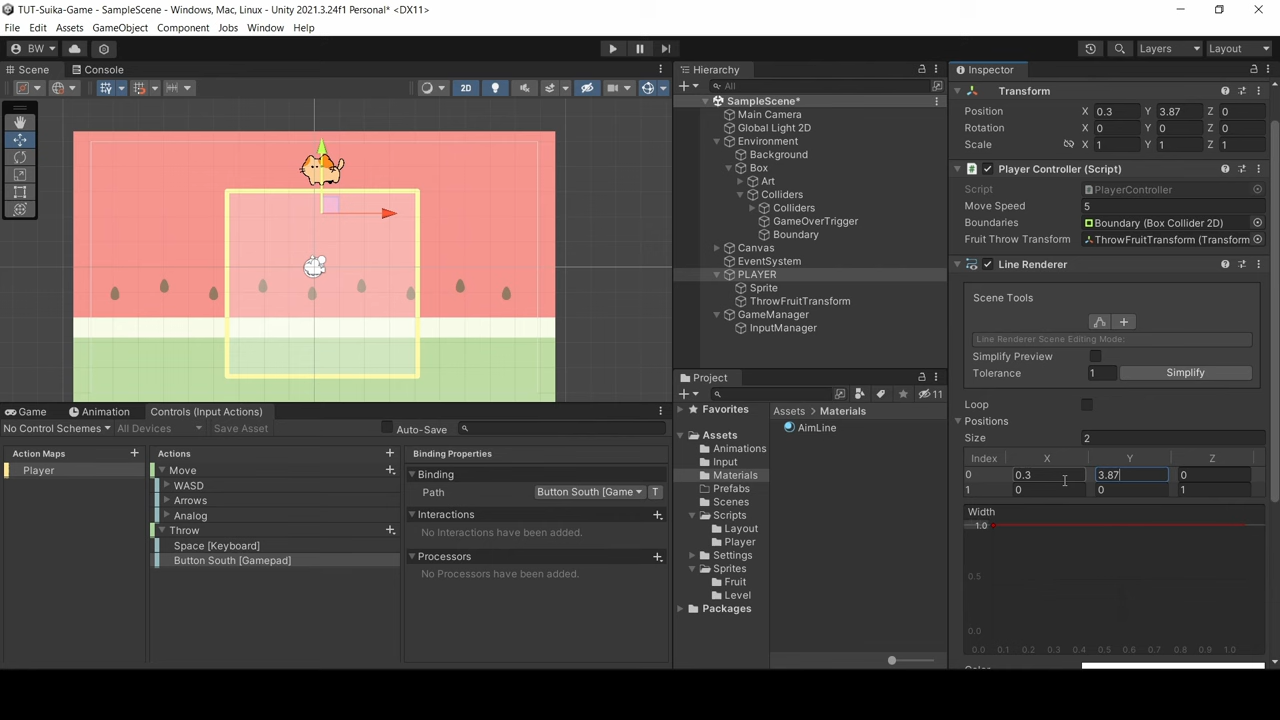 TUT-Suika-Game - SampleScene - Windows, Mac, Linux - Unity 2021.3.24f1 Personal* <DX11>
File Edit Assets GameObject Component Jobs Window Help
BW Layers Layout
Scene Console
2D
Hierarchy
All
SampleScene*
Main Camera
Global Light 2D
Environment
Background
Box
Art
Colliders
Colliders
GameOverTrigger
Boundary
Canvas
EventSystem
PLAYER
Sprite
ThrowFruitTransform
GameManager
InputManager
Inspector
Transform
Position X 0.3 Y 3.87 Z 0
Rotation X 0 Y 0 Z 0
Scale X 1 Y 1 Z 1
Player Controller (Script)
Script PlayerController
Move Speed 5
Boundaries Boundary (Box Collider 2D)
Fruit Throw Transform ThrowFruitTransform (Transform
Line Renderer
Scene Tools
Line Renderer Scene Editing Mode:
Simplify Preview
Tolerance 1 Simplify
Loop
Positions
Size 2
Index X Y Z
0 0.3 3.87 0
1 0 0 1
Width
1.0
0.5
0.0
0.0 0.1 0.2 0.3 0.4 0.5 0.6 0.7 0.8 0.9 1.0
Game Animation Controls (Input Actions)
No Control Schemes All Devices Save Asset Auto-Save
Action Maps
Player
Actions
Move
WASD
Arrows
Analog
Throw
Space [Keyboard]
Button South [Gamepad]
Binding Properties
Binding
Path Button South [Game T
Interactions
No Interactions have been added.
Processors
No Processors have been added.
Project
11
Favorites
Assets
Animations
Input
Materials
Prefabs
Scenes
Scripts
Layout
Player
Settings
Sprites
Fruit
Level
Packages
Assets > Materials
AimLine